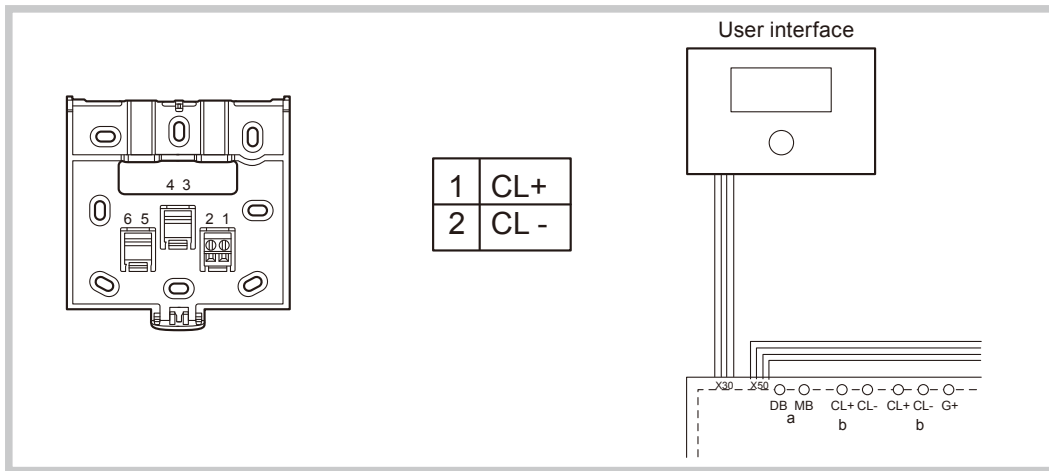 User interface
4 3
6 5
2 1
1 CL+
2 CL -
X30 X50
DB MB CL+ CL- CL+ CL- G+
a b b